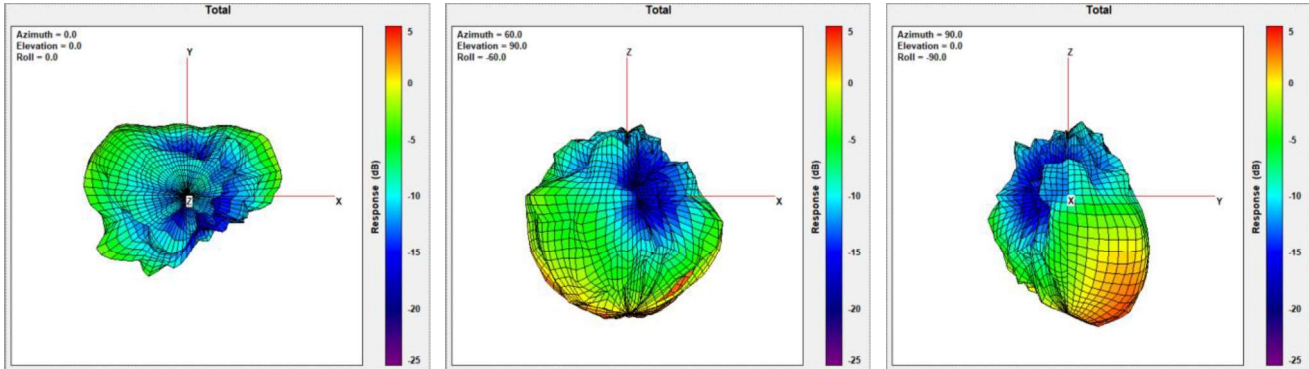 Total
Azimuth = 0.0
Elevation = 0.0
Roll = 0.0
Y
X
Z
5
0
-5
-10
-15
-20
-25
Response (dB)
Total
Azimuth = 60.0
Elevation = 90.0
Roll = -60.0
Z
X
5
0
-5
-10
-15
-20
-25
Response (dB)
Total
Azimuth = 90.0
Elevation = 0.0
Roll = -90.0
Z
X
Y
5
0
-5
-10
-15
-20
-25
Response (dB)